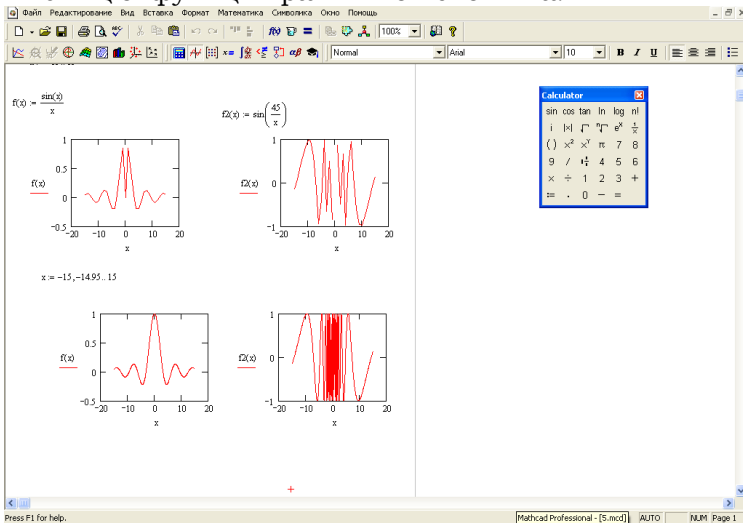 Файл Редактирование Вид Вставка Формат Математика Символика Окно Помощь
100%
Normal Arial 10 B I U
f(x) := sin(x)/x
f2(x) := sin(45/x)
1
0.5
0
-0.5
-20 -10 0 10 20
f(x)
x
1
0
-1
-20 -10 0 10 20
f2(x)
x
x := -15, -14.95.. 15
1
0.5
0
-0.5
-20 -10 0 10 20
f(x)
x
1
0
-1
-20 -10 0 10 20
f2(x)
x
Calculator
sin cos tan ln log n!
i |x| √ ⁿ√ eˣ 1/x
( ) x² xʸ π 7 8
9 / 4 5 6
× ÷ 1 2 3 +
:= . 0 − =
Press F1 for help.
Mathcad Professional - [5.mcd]
AUTO
NUM Page 1